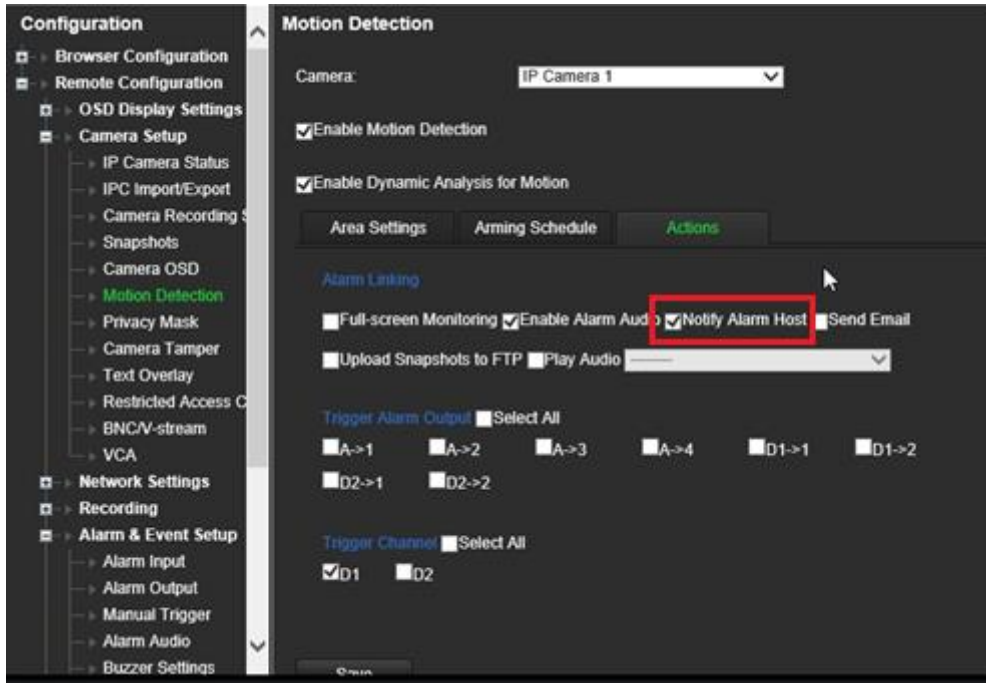 Configuration
Browser Configuration
Remote Configuration
OSD Display Settings
Camera Setup
IP Camera Status
IPC Import/Export
Camera Recording S
Snapshots
Camera OSD
Motion Detection
Privacy Mask
Camera Tamper
Text Overlay
Restricted Access C
BNC/V-stream
VCA
Network Settings
Recording
Alarm & Event Setup
Alarm Input
Alarm Output
Manual Trigger
Alarm Audio
Buzzer Settings
Motion Detection
Camera: IP Camera 1
Enable Motion Detection
Enable Dynamic Analysis for Motion
Area Settings Arming Schedule Actions
Alarm Linking
Full-screen Monitoring Enable Alarm Audio Notify Alarm Host Send Email
Upload Snapshots to FTP Play Audio --------
Trigger Alarm Output Select All
A->1 A->2 A->3 A->4 D1->1 D1->2
D2->1 D2->2
Trigger Channel Select All
D1 D2
Save